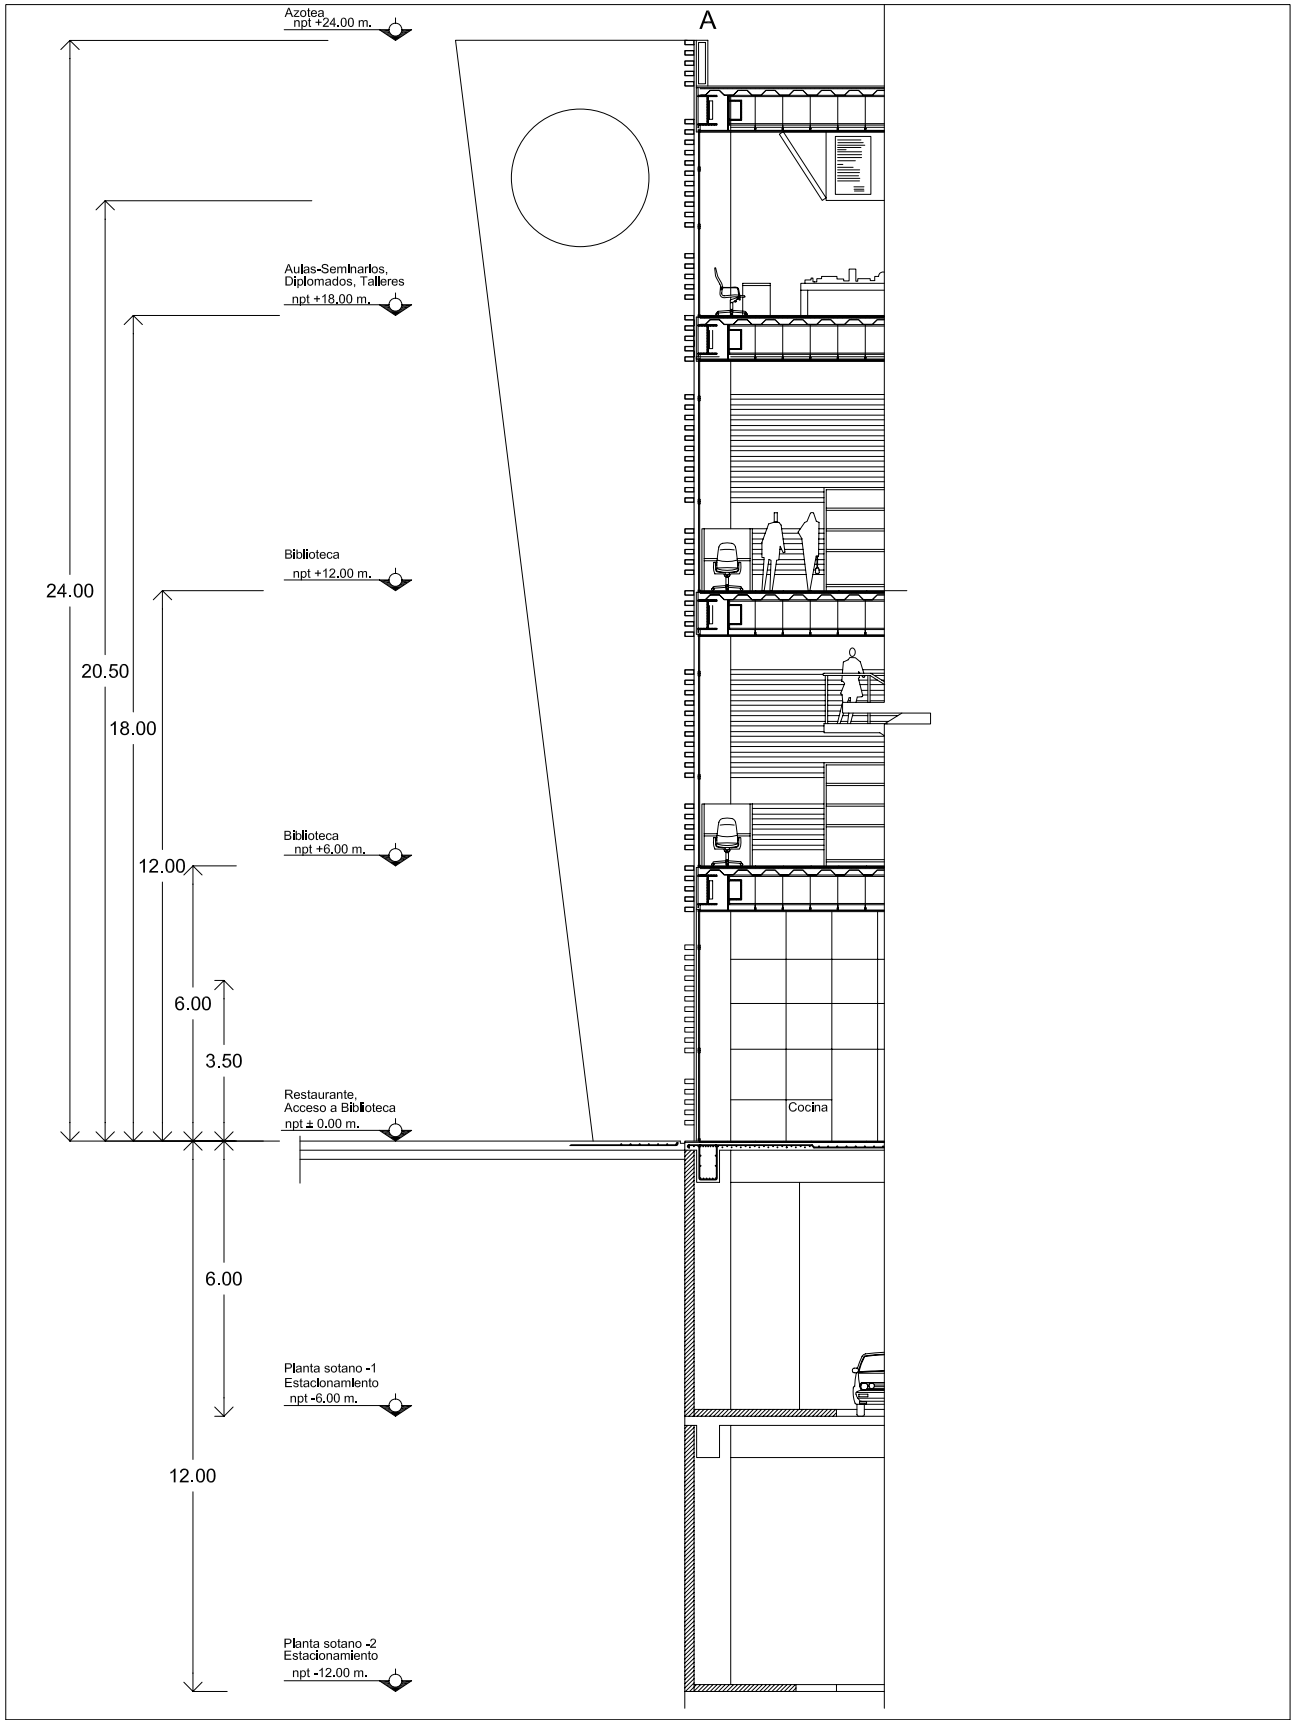 Azotea
npt +24.00 m.
A
Aulas-Seminarios,
Diplomados, Talleres
npt +18.00 m.
Biblioteca
npt +12.00 m.
24.00
20.50
18.00
Biblioteca
npt +6.00 m.
12.00
6.00
3.50
Restaurante,
Acceso a Biblioteca
npt ± 0.00 m.
Cocina
6.00
Planta sotano -1
Estacionamiento
npt -6.00 m.
12.00
Planta sotano -2
Estacionamiento
npt -12.00 m.